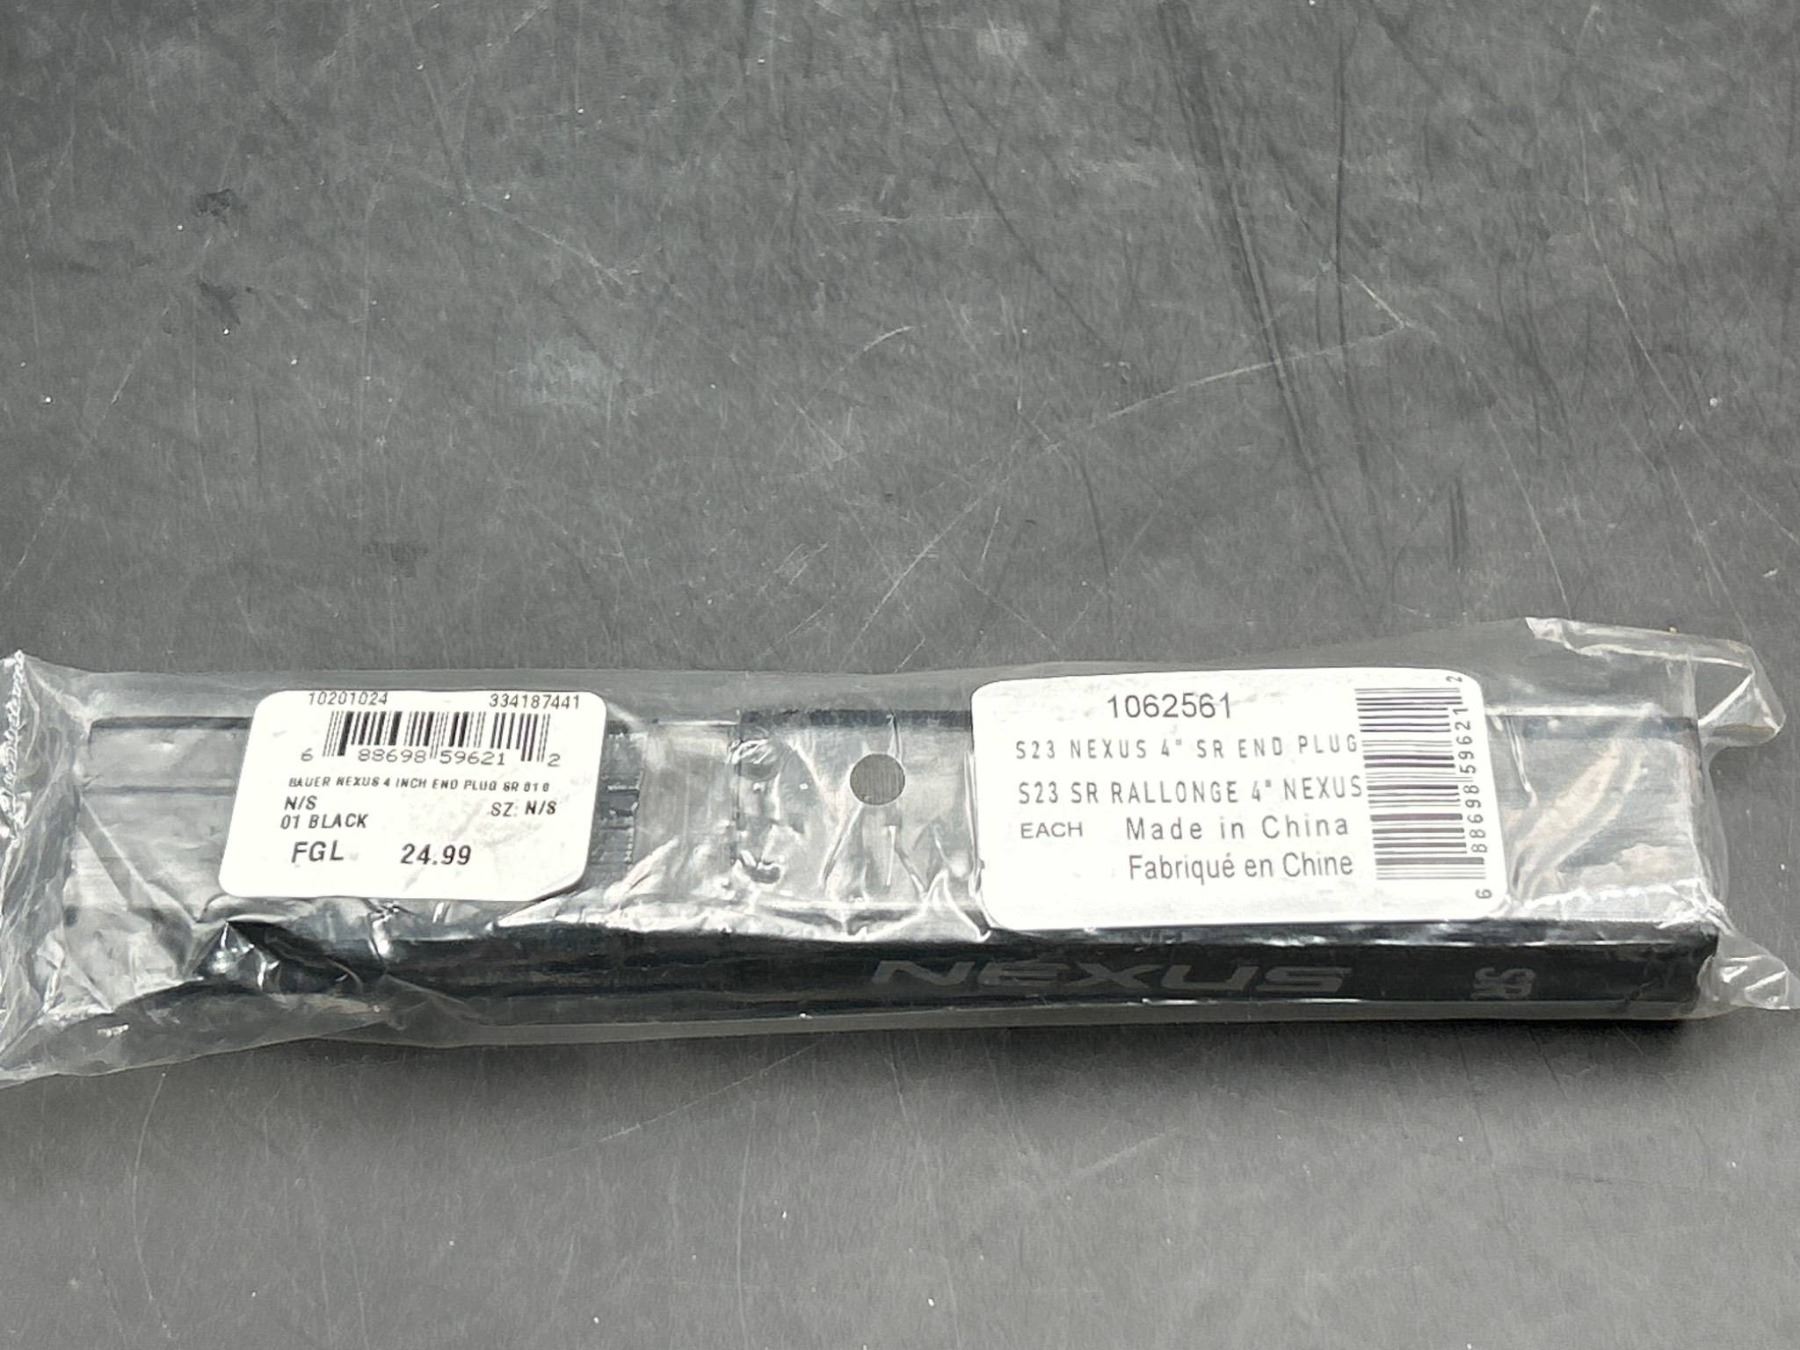 10201024 334187441
6 88698 59621 2
BAUER NEXUS 4 INCH END PLUG SR 010
N/S SZ: N/S
01 BLACK
FGL 24.99
1062561
S23 NEXUS 4" SR END PLUG
S23 SR RALLONGE 4" NEXUS
EACH Made in China
Fabriqué en Chine
6 88698 59621 2
NEXUS